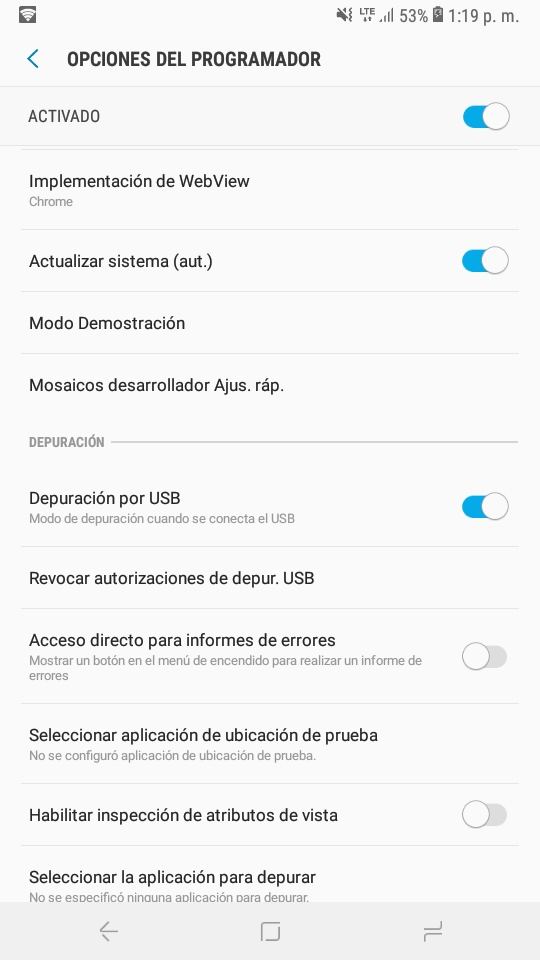 LTE 53% 1:19 p. m.
OPCIONES DEL PROGRAMADOR
ACTIVADO
Implementación de WebView
Chrome
Actualizar sistema (aut.)
Modo Demostración
Mosaicos desarrollador Ajus. ráp.
DEPURACIÓN
Depuración por USB
Modo de depuración cuando se conecta el USB
Revocar autorizaciones de depur. USB
Acceso directo para informes de errores
Mostrar un botón en el menú de encendido para realizar un informe de
errores
Seleccionar aplicación de ubicación de prueba
No se configuró aplicación de ubicación de prueba.
Habilitar inspección de atributos de vista
Seleccionar la aplicación para depurar
No se especificó ninguna aplicación para depurar.